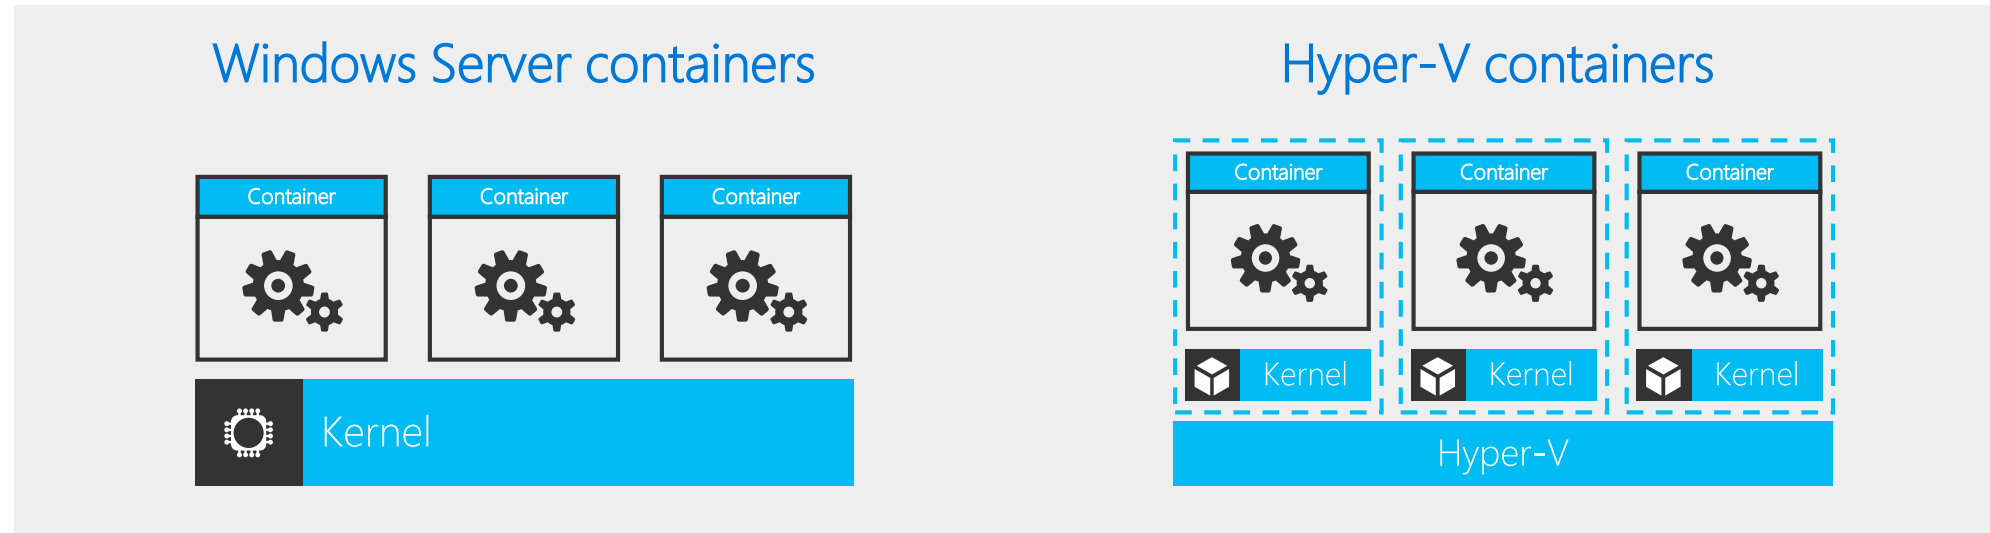 Windows Server containers
Container
Container
Container
Kernel
Hyper-V containers
Container
Container
Container
Kernel
Kernel
Kernel
Hyper-V